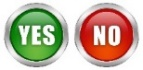 YES NO